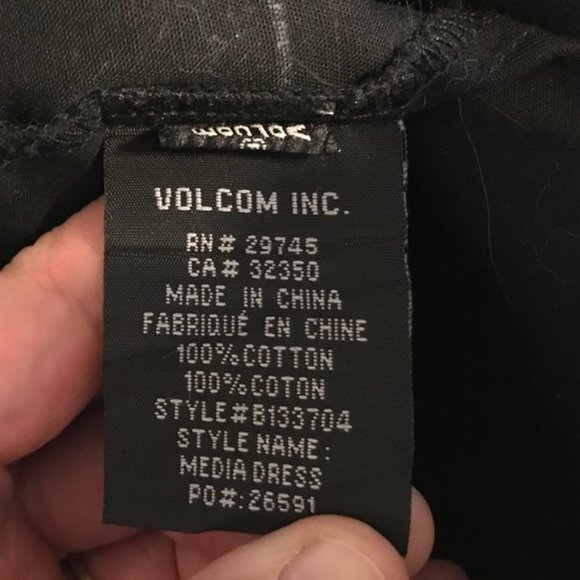 VOLCOM
VOLCOM INC.
RN# 29745
CA# 32350
MADE IN CHINA
FABRIQUÉ EN CHINE
100% COTTON
100% COTON
STYLE#B133704
STYLE NAME:
MEDIA DRESS
PO#:26591